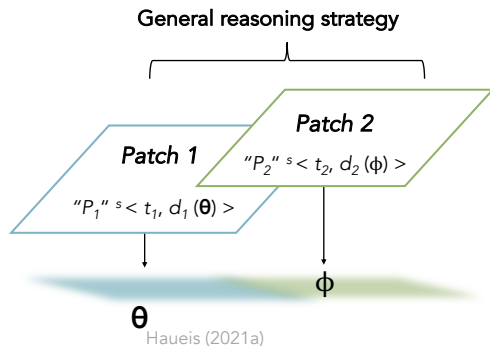 General reasoning strategy
Patch 2
"P₂" ˢ < t₂, d₂ (ϕ) >
Patch 1
"P₁" ˢ < t₁, d₁ (θ) >
ϕ
θ
Haueis (2021a)